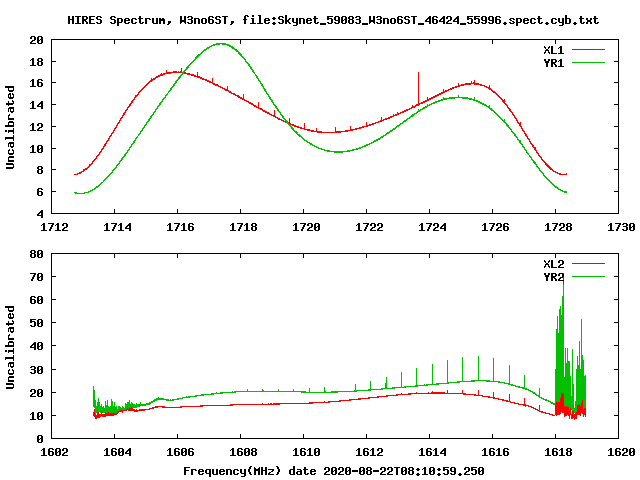 HIRES Spectrum, W3no6ST, file:Skynet_59083_W3no6ST_46424_55996.spect.cyb.txt
20
18
16
14
12
10
8
6
4
Uncalibrated
XL1
YR1
1712 1714 1716 1718 1720 1722 1724 1726 1728 1730
80
70
60
50
40
30
20
10
0
Uncalibrated
XL2
YR2
1602 1604 1606 1608 1610 1612 1614 1616 1618 1620
Frequency(MHz) date 2020-08-22T08:10:59.250